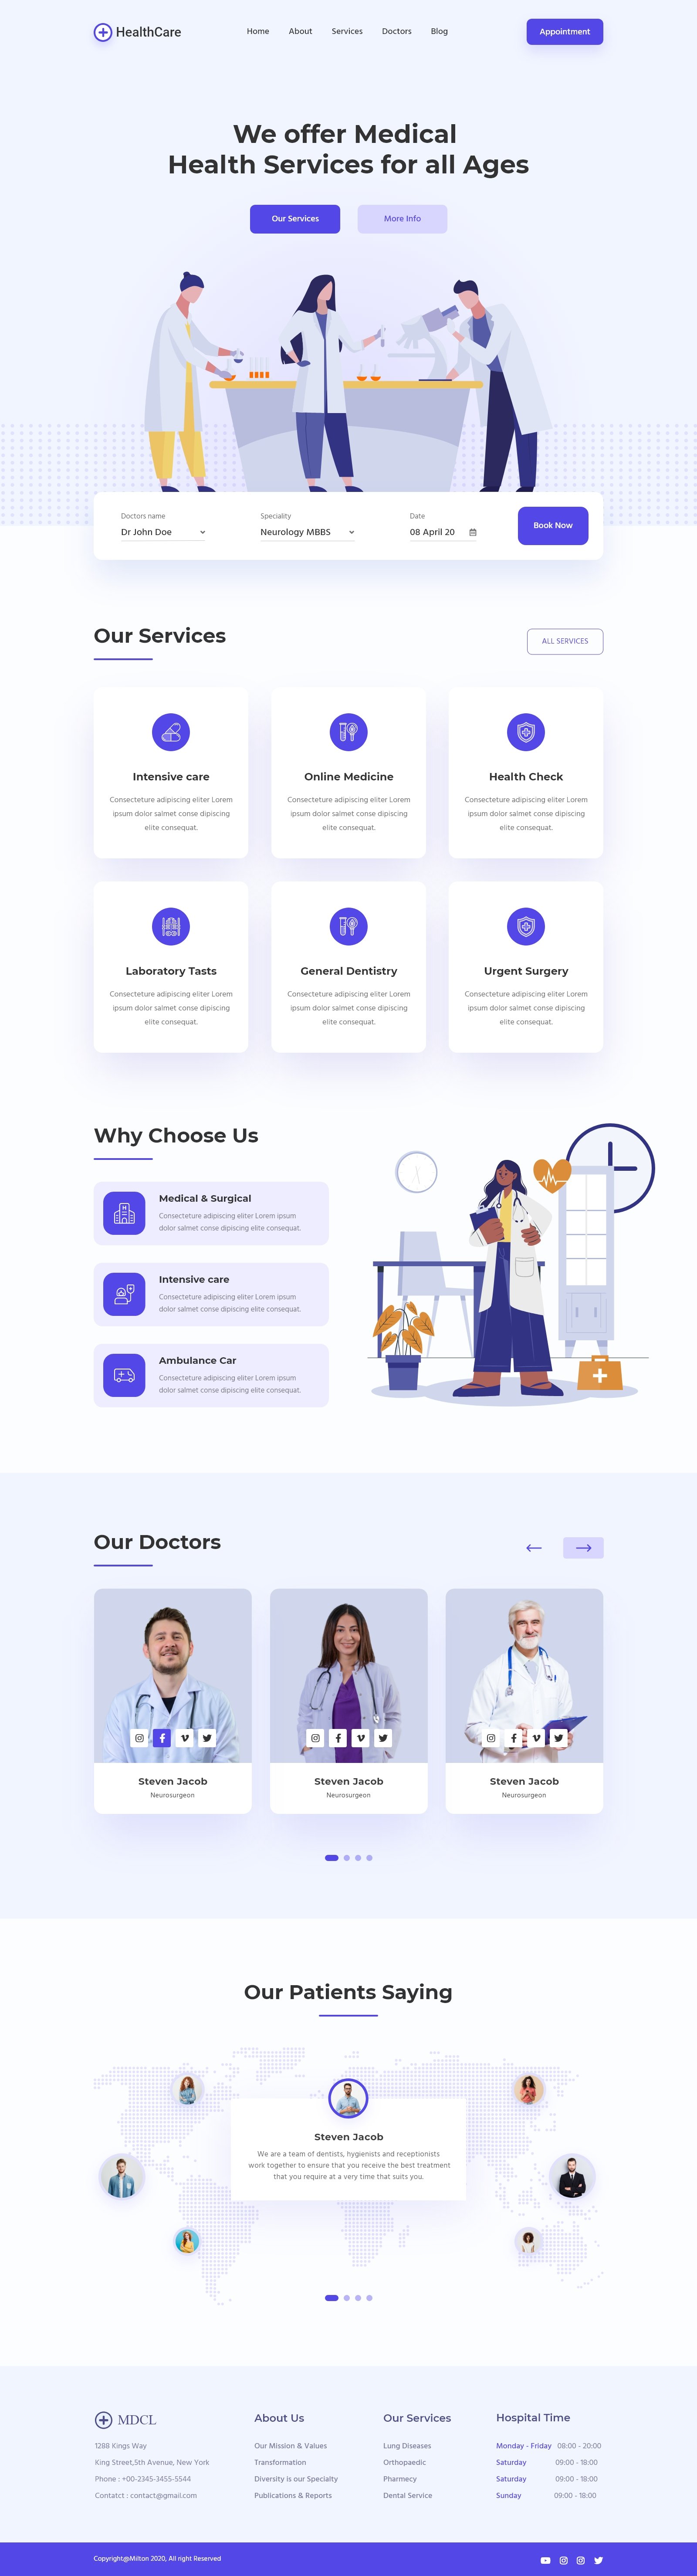 HealthCare
Home
About
Services
Doctors
Blog
Appointment
We offer Medical
Health Services for all Ages
Our Services
More Info
Doctors name
Dr John Doe
Speciality
Neurology MBBS
Date
08 April 20
Book Now
Our Services
ALL SERVICES
Intensive care
Consecteture adipiscing eliter Lorem
ipsum dolor salmet conse dipiscing
elite consequat.
Online Medicine
Consecteture adipiscing eliter Lorem
ipsum dolor salmet conse dipiscing
elite consequat.
Health Check
Consecteture adipiscing eliter Lorem
ipsum dolor salmet conse dipiscing
elite consequat.
Laboratory Tasts
Consecteture adipiscing eliter Lorem
ipsum dolor salmet conse dipiscing
elite consequat.
General Dentistry
Consecteture adipiscing eliter Lorem
ipsum dolor salmet conse dipiscing
elite consequat.
Urgent Surgery
Consecteture adipiscing eliter Lorem
ipsum dolor salmet conse dipiscing
elite consequat.
Why Choose Us
Medical & Surgical
Consecteture adipiscing eliter Lorem ipsum
dolor salmet conse dipiscing elite consequat.
Intensive care
Consecteture adipiscing eliter Lorem ipsum
dolor salmet conse dipiscing elite consequat.
Ambulance Car
Consecteture adipiscing eliter Lorem ipsum
dolor salmet conse dipiscing elite consequat.
Our Doctors
Steven Jacob
Neurosurgeon
Steven Jacob
Neurosurgeon
Steven Jacob
Neurosurgeon
Our Patients Saying
Steven Jacob
We are a team of dentists, hygienists and receptionists
work together to ensure that you receive the best treatment
that you require at a very time that suits you.
MDCL
1288 Kings Way
King Street,5th Avenue, New York
Phone : +00-2345-3455-5544
Contatct : contact@gmail.com
About Us
Our Mission & Values
Transformation
Diversity is our Specialty
Publications & Reports
Our Services
Lung Diseases
Orthopaedic
Pharmecy
Dental Service
Hospital Time
Monday - Friday 08:00 - 20:00
Saturday 09:00 - 18:00
Saturday 09:00 - 18:00
Sunday 09:00 - 18:00
Copyright@Milton 2020, All right Reserved